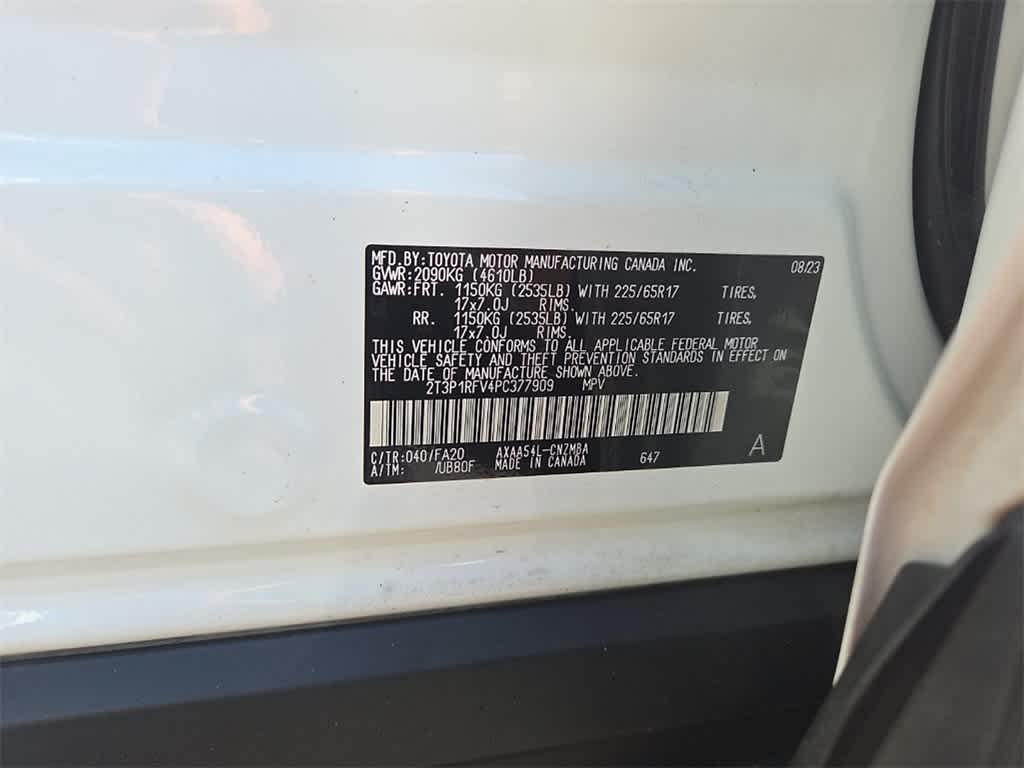 MFD.BY:TOYOTA MOTOR MANUFACTURING CANADA INC. 08/23
GVWR:2090KG (4610LB)
GAWR:FRT. 1150KG (2535LB) WITH 225/65R17 TIRES,
17x7.0J RIMS.
RR. 1150KG (2535LB) WITH 225/65R17 TIRES,
17x7.0J RIMS.
THIS VEHICLE CONFORMS TO ALL APPLICABLE FEDERAL MOTOR
VEHICLE SAFETY AND THEFT PREVENTION STANDARDS IN EFFECT ON
THE DATE OF MANUFACTURE SHOWN ABOVE.
2T3P1RFV4PC377909 MPV
C/TR:040/FA20 AXAA54L-CNZMBA
A/TM: /UB80F MADE IN CANADA 647 A